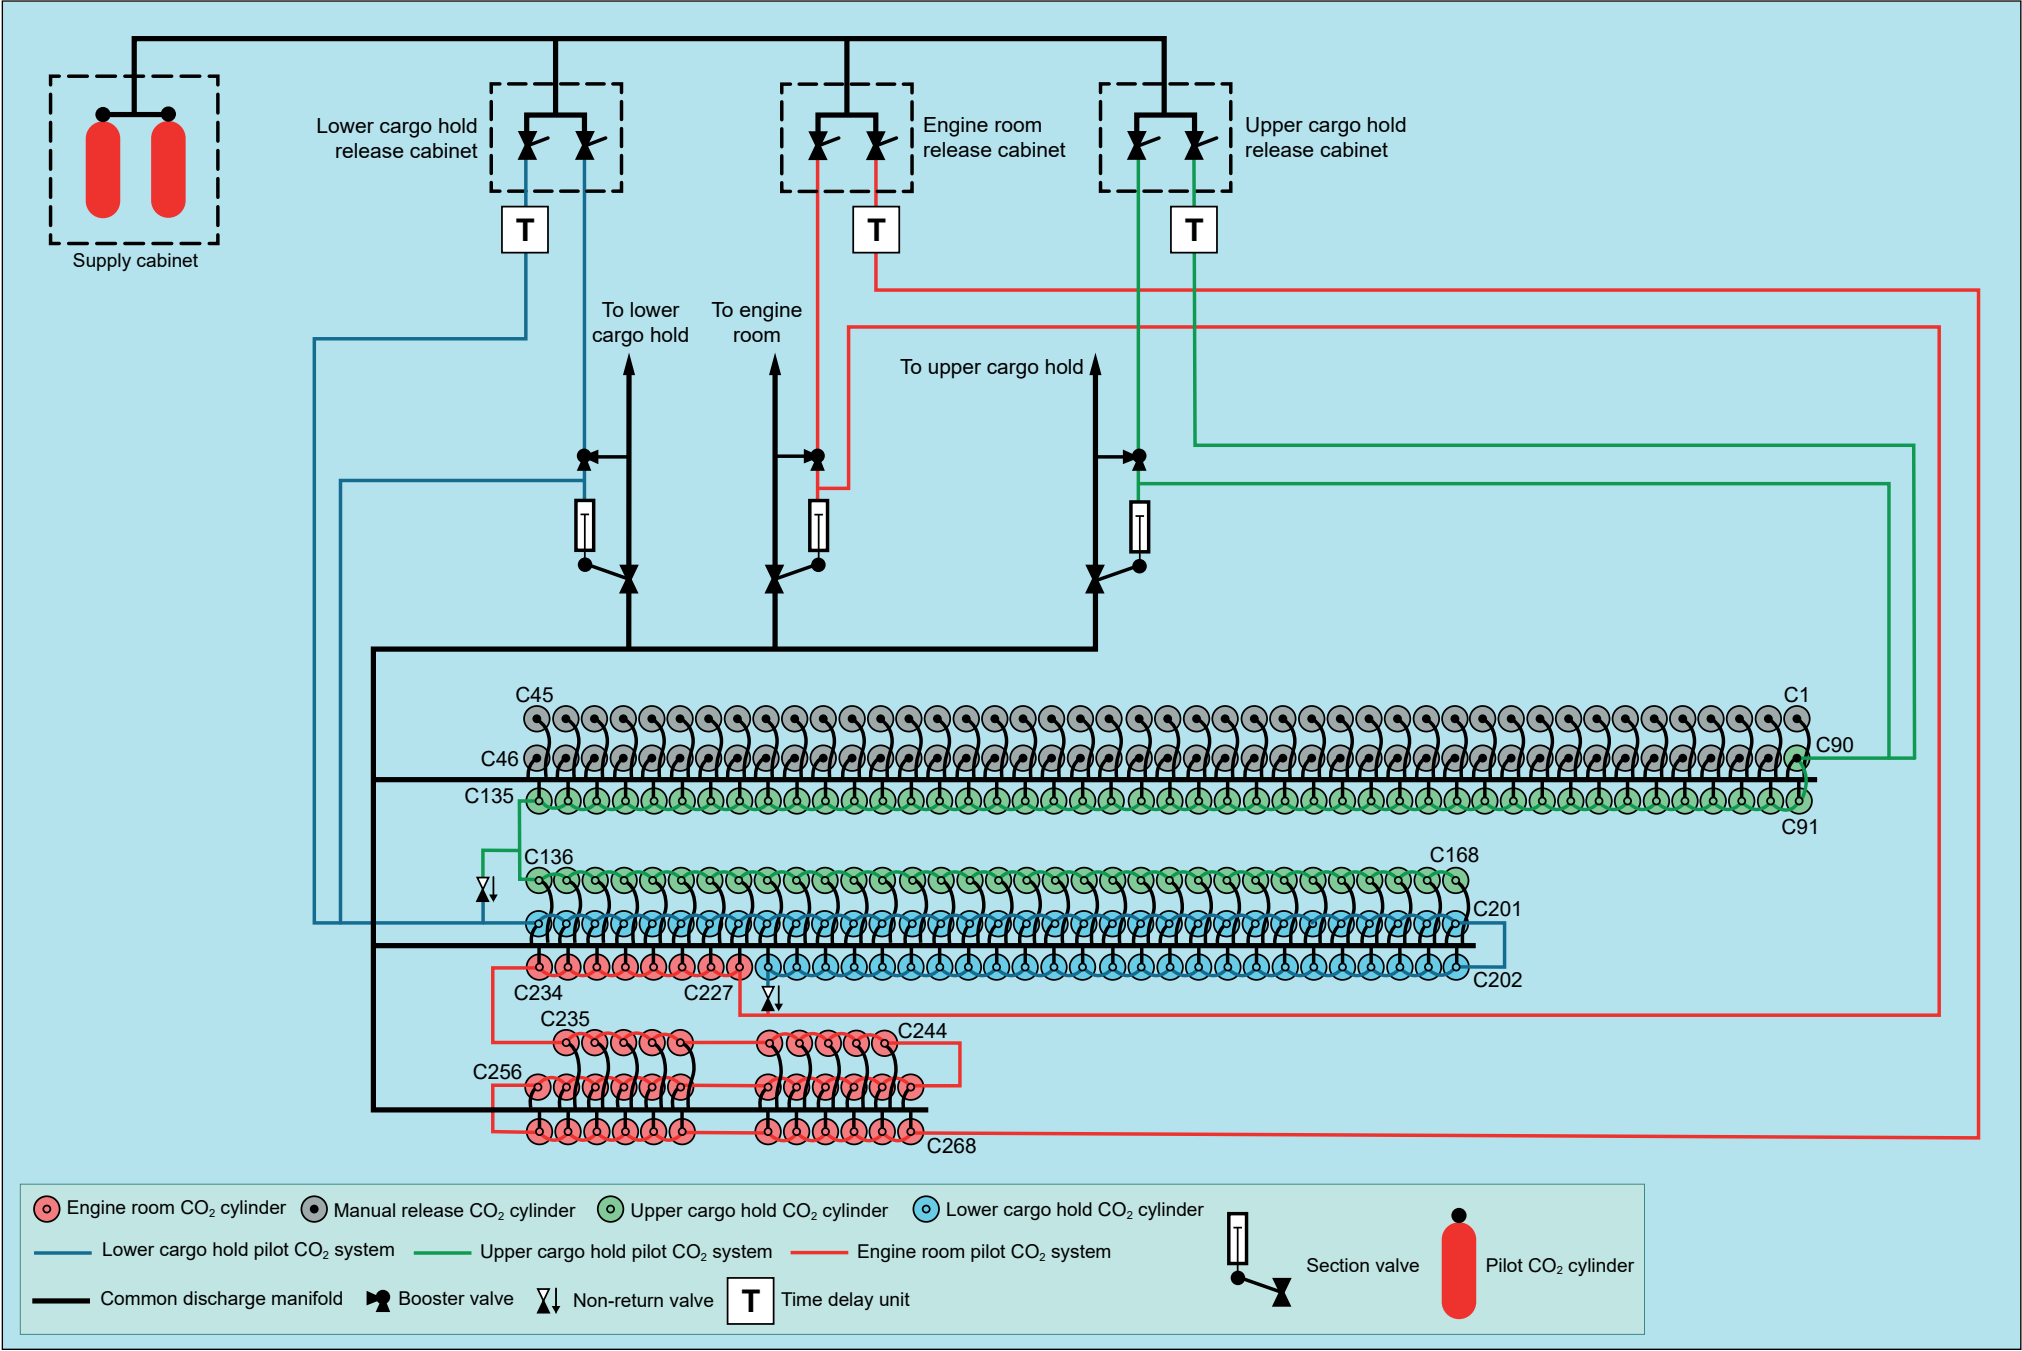 Supply cabinet
Lower cargo hold
release cabinet
Engine room
release cabinet
Upper cargo hold
release cabinet
T
T
T
To lower
cargo hold
To engine
room
To upper cargo hold
C45
C1
C46
C90
C135
C91
C136
C168
C201
C234
C227
C202
C235
C244
C256
C268
Engine room CO₂ cylinder
Manual release CO₂ cylinder
Upper cargo hold CO₂ cylinder
Lower cargo hold CO₂ cylinder
Lower cargo hold pilot CO₂ system
Upper cargo hold pilot CO₂ system
Engine room pilot CO₂ system
Section valve
Pilot CO₂ cylinder
Common discharge manifold
Booster valve
Non-return valve
T
Time delay unit